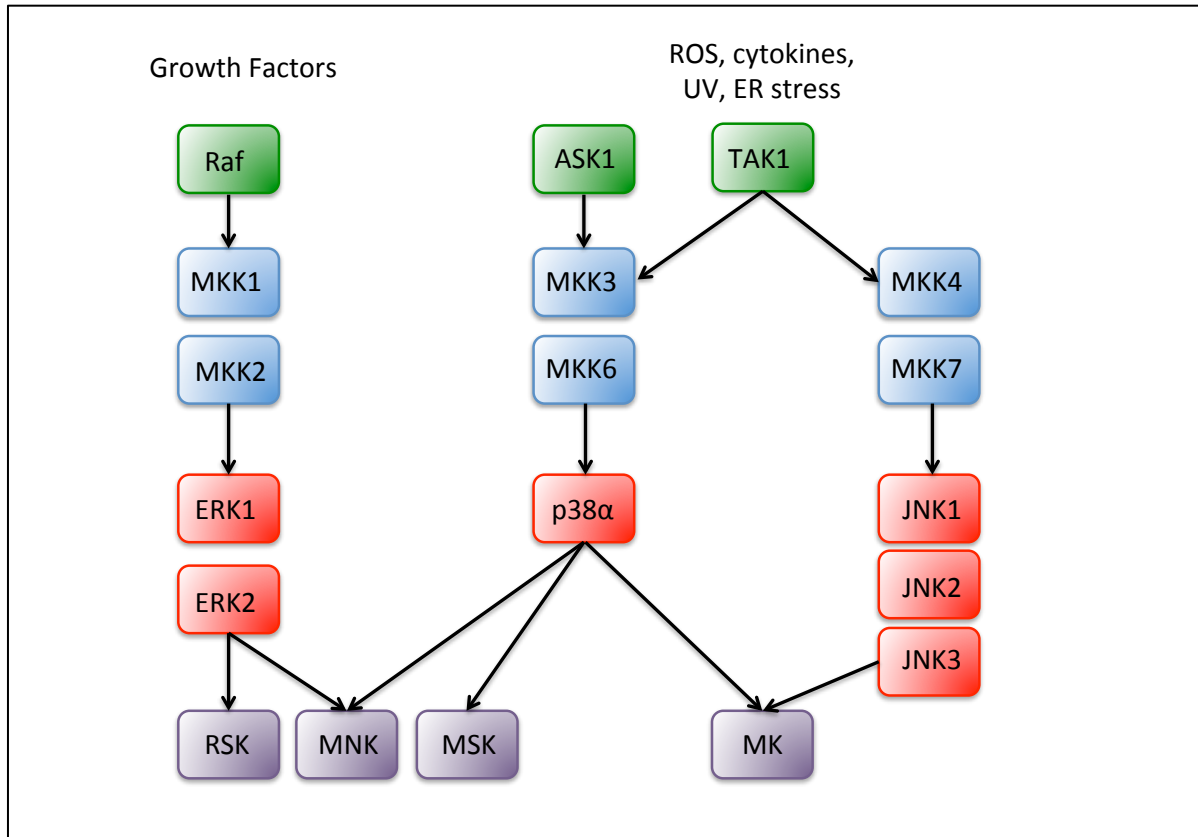 Growth Factors
ROS, cytokines,
UV, ER stress
Raf
ASK1
TAK1
MKK1
MKK3
MKK4
MKK2
MKK6
MKK7
ERK1
p38α
JNK1
ERK2
JNK2
JNK3
RSK
MNK
MSK
MK